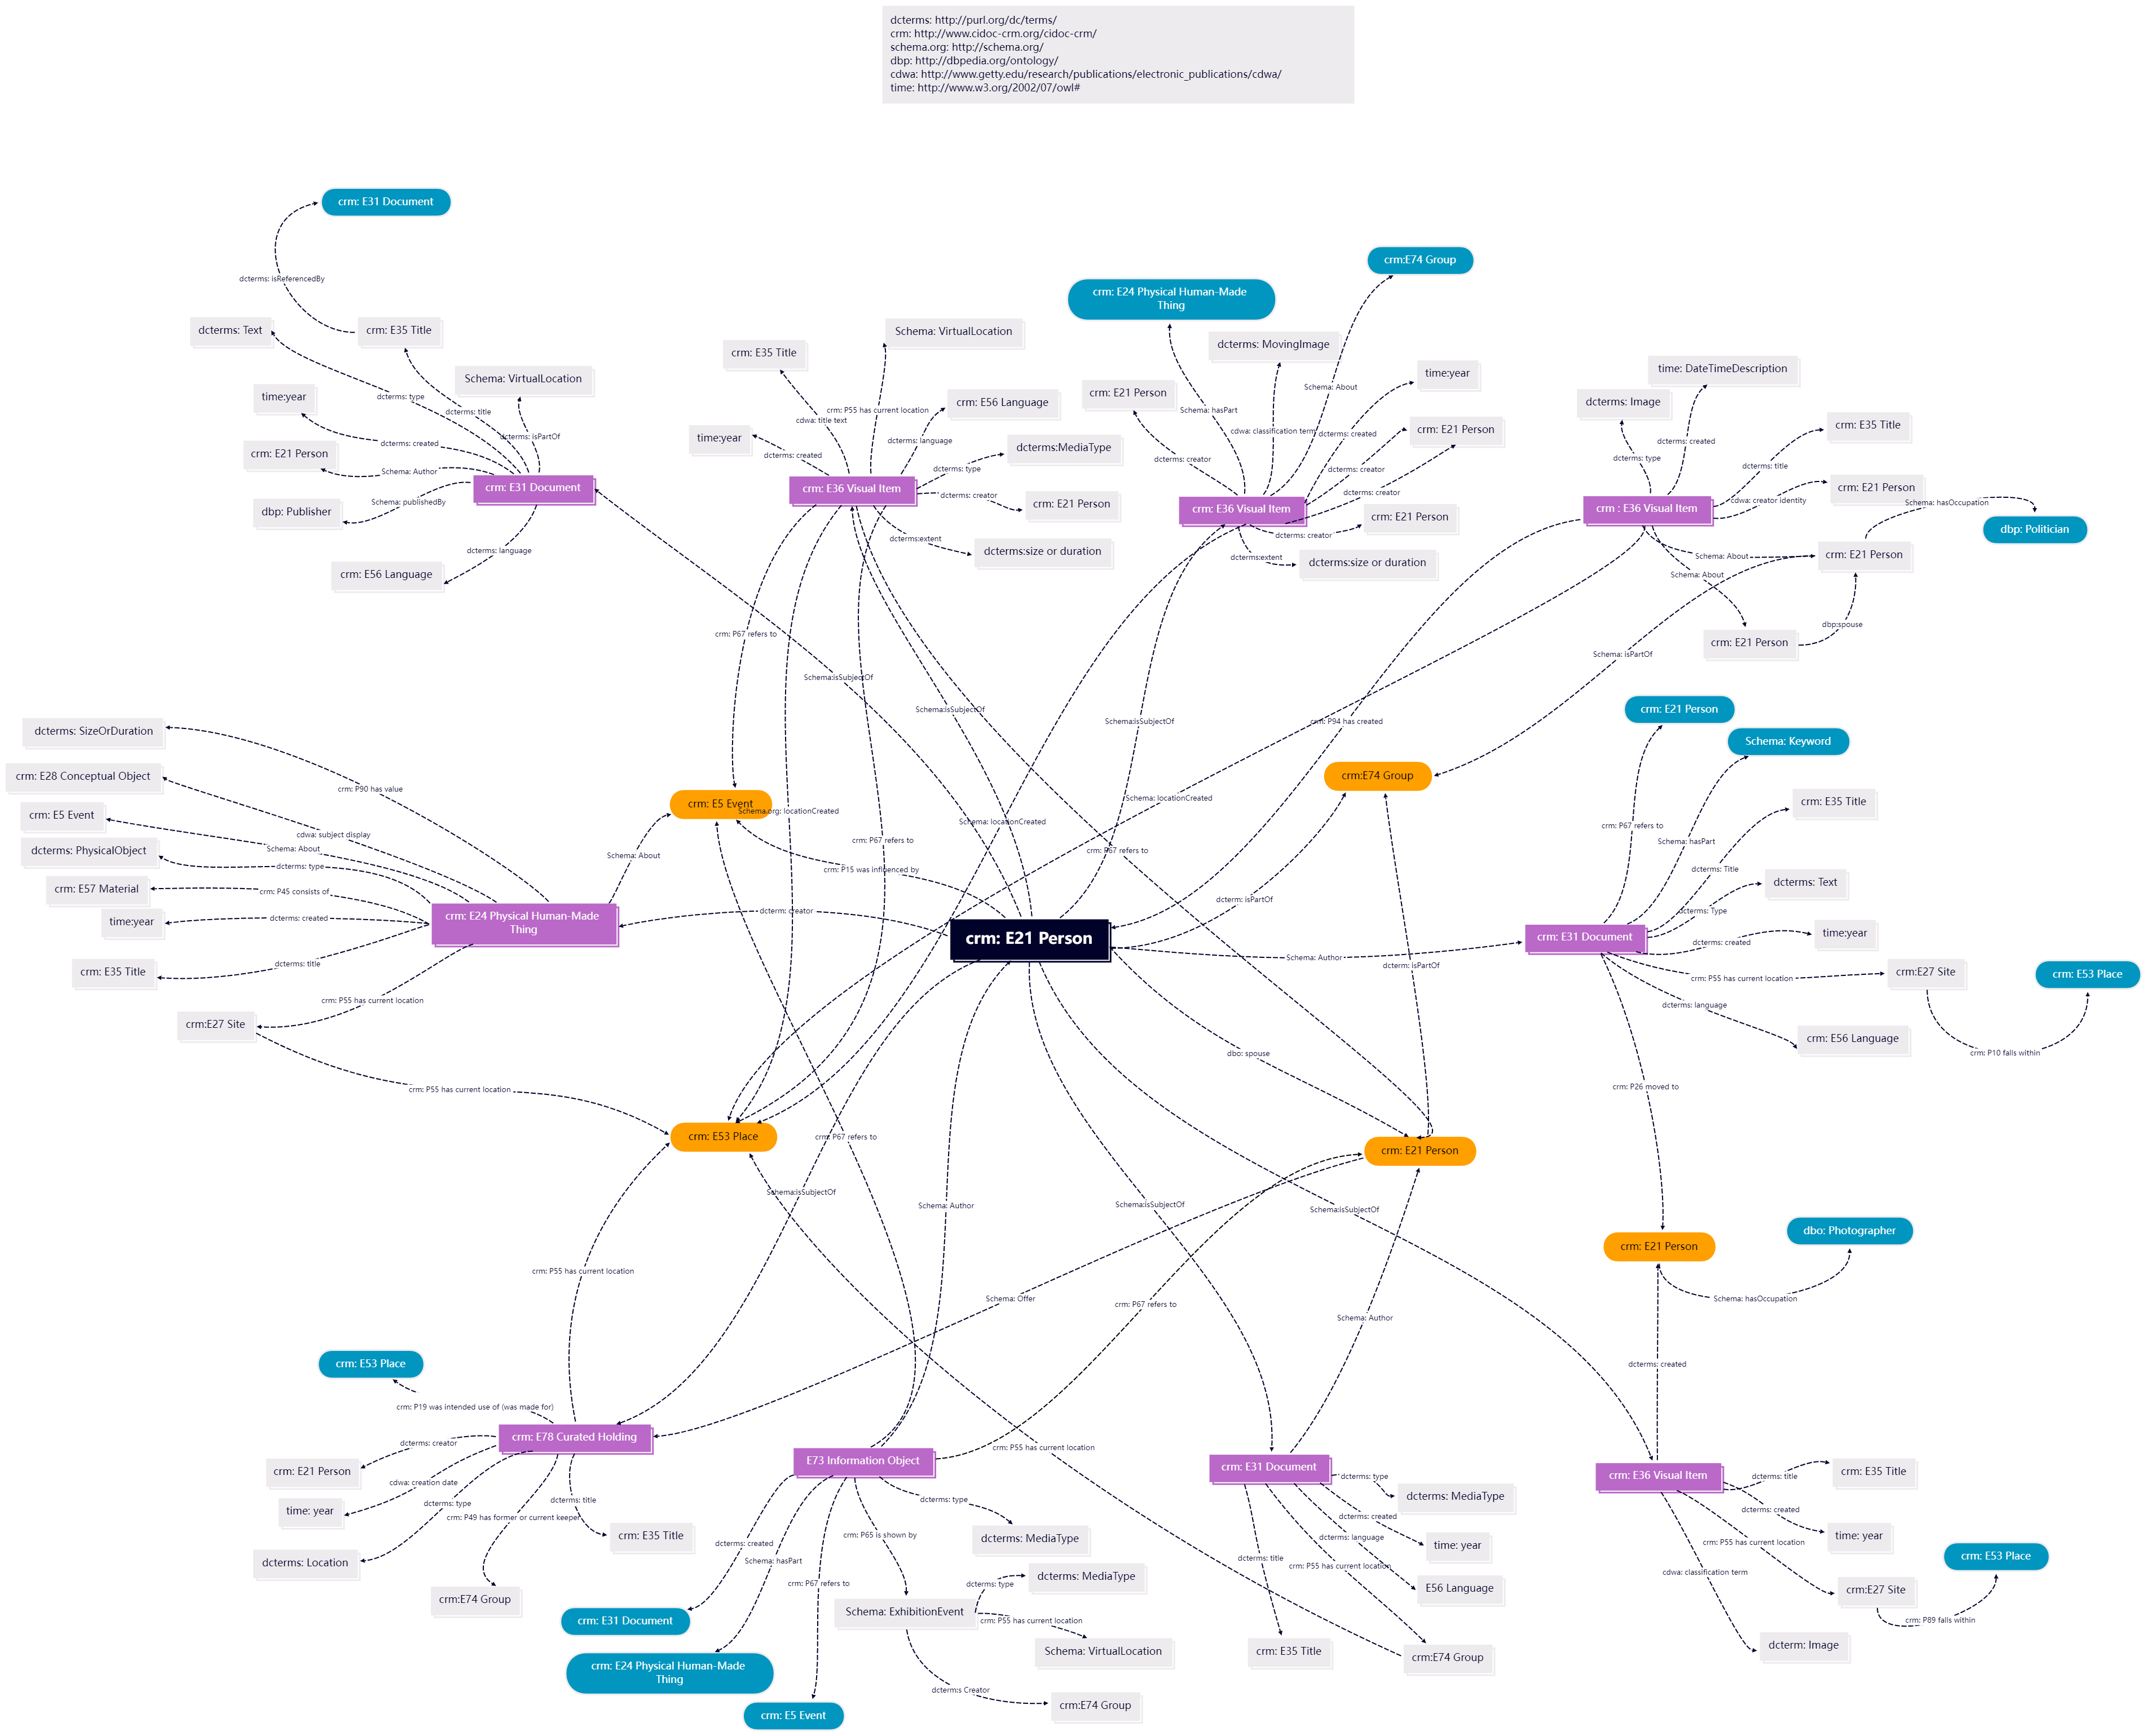 dcterms: http://purl.org/dc/terms/
crm: http://www.cidoc-crm.org/cidoc-crm/
schema.org: http://schema.org/
dbp: http://dbpedia.org/ontology/
cdwa: http://www.getty.edu/research/publications/electronic_publications/cdwa/
time: http://www.w3.org/2002/07/owl#
crm: E31 Document
dcterms: isReferencedBy
dcterms: Text
crm: E35 Title
Schema: VirtualLocation
dcterms: type
time:year
dcterms: title
dcterms: isPartOf
dcterms: created
crm: E21 Person
Schema: Author
crm: E31 Document
Schema: publishedBy
dbp: Publisher
dcterms: language
crm: E56 Language
crm: E35 Title
Schema: VirtualLocation
crm: P55 has current location
cdwa: title text
crm: E56 Language
time:year
dcterms: language
dcterms:MediaType
dcterms: created
dcterms: type
crm: E36 Visual Item
dcterms: creator
crm: E21 Person
dcterms:extent
dcterms:size or duration
crm:E74 Group
crm: E24 Physical Human-Made
Thing
dcterms: MovingImage
time:year
crm: E21 Person
Schema: About
Schema: hasPart
cdwa: classification term
dcterms: created
crm: E21 Person
dcterms: creator
dcterms: creator
dcterms: creator
crm: E36 Visual Item
crm: E21 Person
dcterms: creator
dcterms:extent
dcterms:size or duration
time: DateTimeDescription
dcterms: Image
crm: E35 Title
dcterms: created
dcterms: type
dcterms: title
crm: E21 Person
cdwa: creator identity
Schema: hasOccupation
crm : E36 Visual Item
dbp: Politician
Schema: About
crm: E21 Person
Schema: About
dbp:spouse
crm: E21 Person
Schema: isPartOf
crm: P67 refers to
Schema:isSubjectOf
Schema:isSubjectOf
Schema:isSubjectOf
crm: P94 has created
dcterms: SizeOrDuration
crm: E28 Conceptual Object
crm: P90 has value
crm: E5 Event
cdwa: subject display
Schema: About
dcterms: PhysicalObject
dcterms: type
crm: E57 Material
crm: P45 consists of
time:year
dcterms: created
crm: E24 Physical Human-Made
Thing
dcterms: title
crm: E35 Title
crm: P55 has current location
crm:E27 Site
crm: P55 has current location
crm: E5 Event
Schema.org: locationCreated
Schema: About
crm: P67 refers to
crm: P15 was influenced by
Schema: locationCreated
Schema: locationCreated
crm: P67 refers to
crm:E74 Group
dcterm: creator
dcterm: isPartOf
crm: E21 Person
Schema: Author
dcterm: isPartOf
dbo: spouse
crm: E21 Person
Schema: Keyword
crm: E35 Title
crm: P67 refers to
Schema: hasPart
dcterms: Title
dcterms: Text
dcterms: Type
time:year
crm: E31 Document
dcterms: created
crm: P55 has current location
crm:E27 Site
crm: E53 Place
dcterms: language
crm: E56 Language
crm: P10 falls within
crm: P26 moved to
crm: E53 Place
crm: P67 refers to
crm: E21 Person
Schema:isSubjectOf
Schema: Author
Schema:isSubjectOf
Schema:isSubjectOf
crm: E21 Person
dbo: Photographer
Schema: hasOccupation
crm: P55 has current location
Schema: Offer
crm: P67 refers to
Schema: Author
dcterms: created
crm: E53 Place
crm: P19 was intended use of (was made for)
crm: E78 Curated Holding
dcterms: creator
crm: E21 Person
cdwa: creation date
time: year
dcterms: type
dcterms: title
crm: P49 has former or current keeper
crm: E35 Title
dcterms: Location
crm:E74 Group
crm: P55 has current location
E73 Information Object
dcterms: type
dcterms: MediaType
dcterms: created
crm: P65 is shown by
Schema: hasPart
crm: P67 refers to
dcterms: MediaType
dcterms: type
Schema: ExhibitionEvent
crm: P55 has current location
Schema: VirtualLocation
crm: E31 Document
crm: E24 Physical Human-Made
Thing
crm: E5 Event
dcterm:s Creator
crm:E74 Group
crm: E31 Document
dcterms: type
dcterms: MediaType
dcterms: created
dcterms: language
time: year
dcterms: title
crm: P55 has current location
E56 Language
crm: E35 Title
crm:E74 Group
crm: E36 Visual Item
dcterms: title
crm: E35 Title
dcterms: created
time: year
crm: P55 has current location
crm: E53 Place
cdwa: classification term
crm:E27 Site
crm: P89 falls within
dcterm: Image